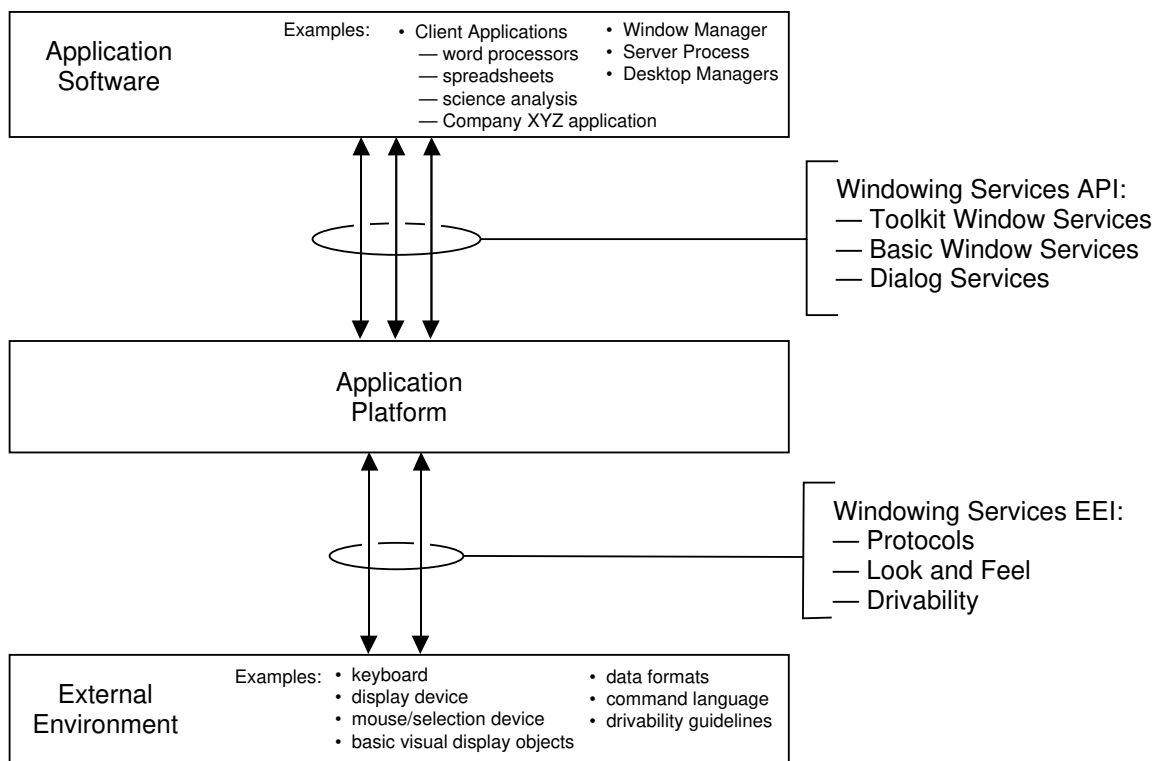 Application
Software
Examples:
• Client Applications
— word processors
— spreadsheets
— science analysis
— Company XYZ application
• Window Manager
• Server Process
• Desktop Managers
Windowing Services API:
— Toolkit Window Services
— Basic Window Services
— Dialog Services
Application
Platform
Windowing Services EEI:
— Protocols
— Look and Feel
— Drivability
External
Environment
Examples:
• keyboard
• display device
• mouse/selection device
• basic visual display objects
• data formats
• command language
• drivability guidelines